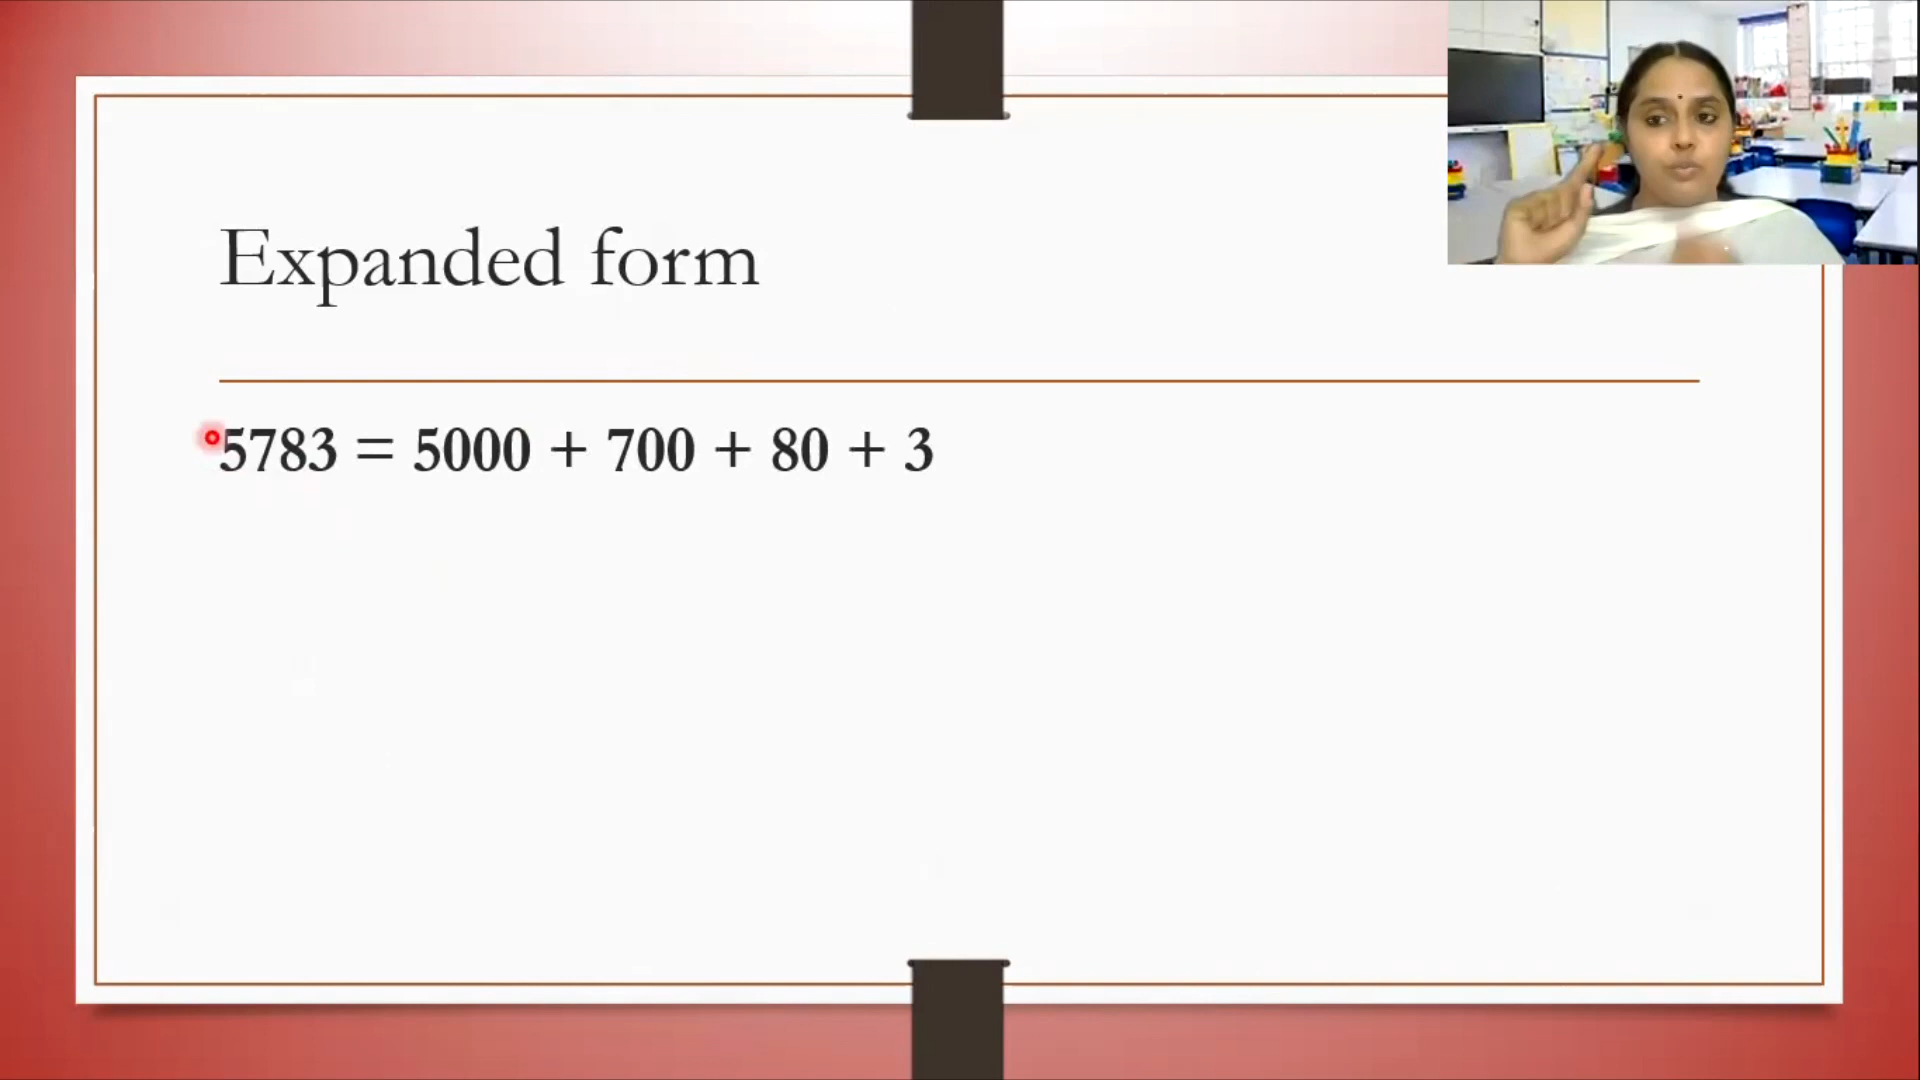 Expanded form
5783 = 5000 + 700 + 80 + 3